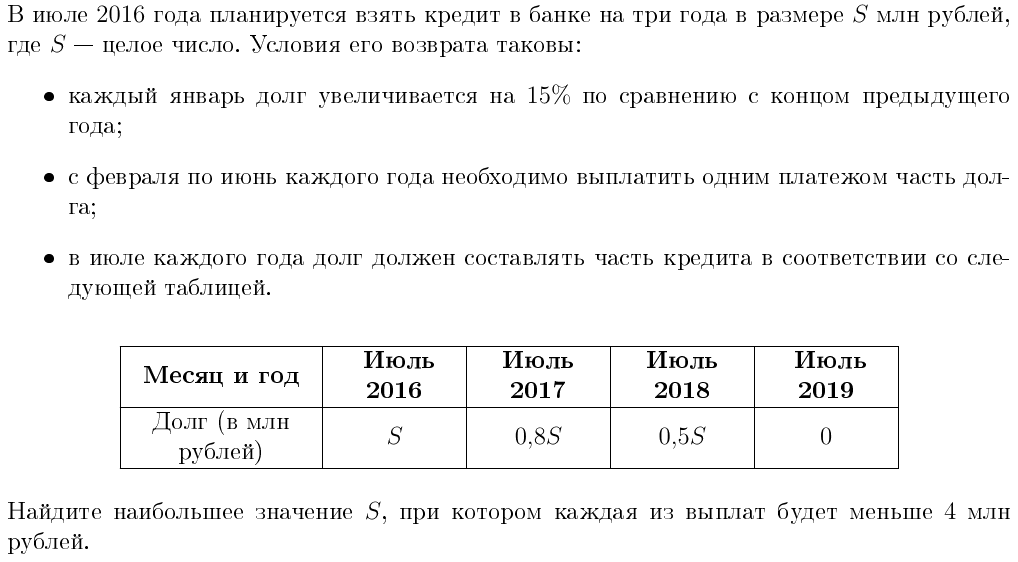 В июле 2016 года планируется взять кредит в банке на три года в размере S млн рублей,
где S — целое число. Условия его возврата таковы:
• каждый январь долг увеличивается на 15% по сравнению с концом предыдущего
года;
• с февраля по июнь каждого года необходимо выплатить одним платежом часть дол-
га;
• в июле каждого года долг должен составлять часть кредита в соответствии со сле-
дующей таблицей.
Месяц и год
Июль
2016
Июль
2017
Июль
2018
Июль
2019
Долг (в млн
рублей)
S
0,8S
0,5S
0
Найдите наибольшее значение S, при котором каждая из выплат будет меньше 4 млн
рублей.